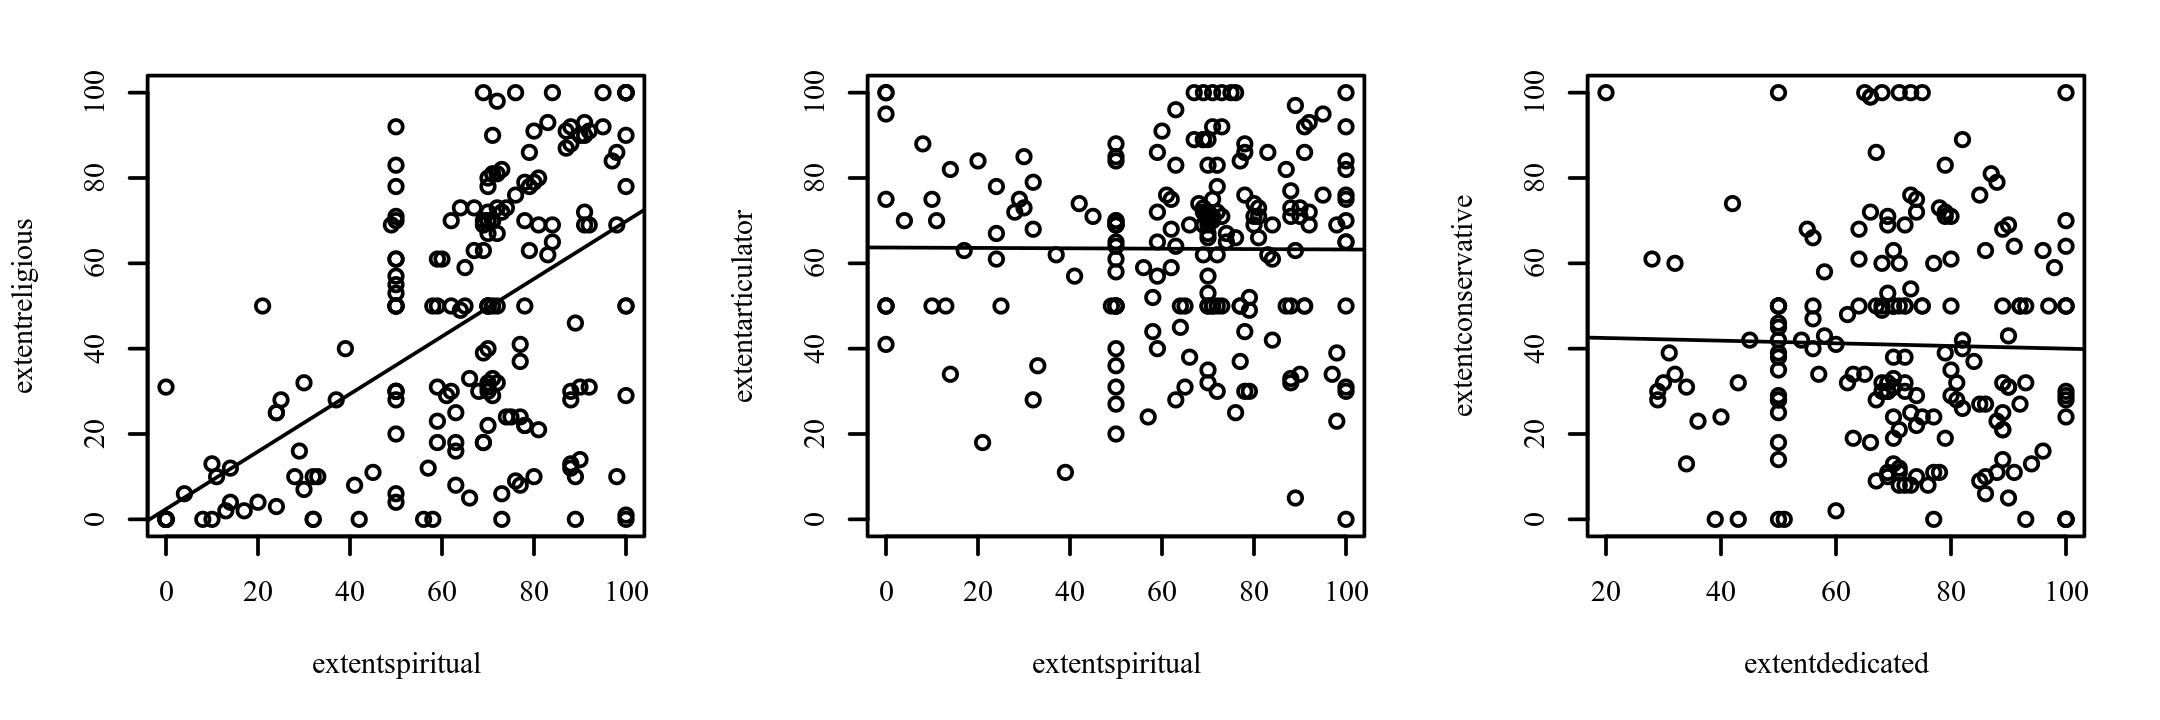 extentreligious
100
80
60
40
20
0
0 20 40 60 80 100
extentspiritual
extentarticulator
100
80
60
40
20
0
0 20 40 60 80 100
extentspiritual
extentconservative
100
80
60
40
20
0
20 40 60 80 100
extentdedicated